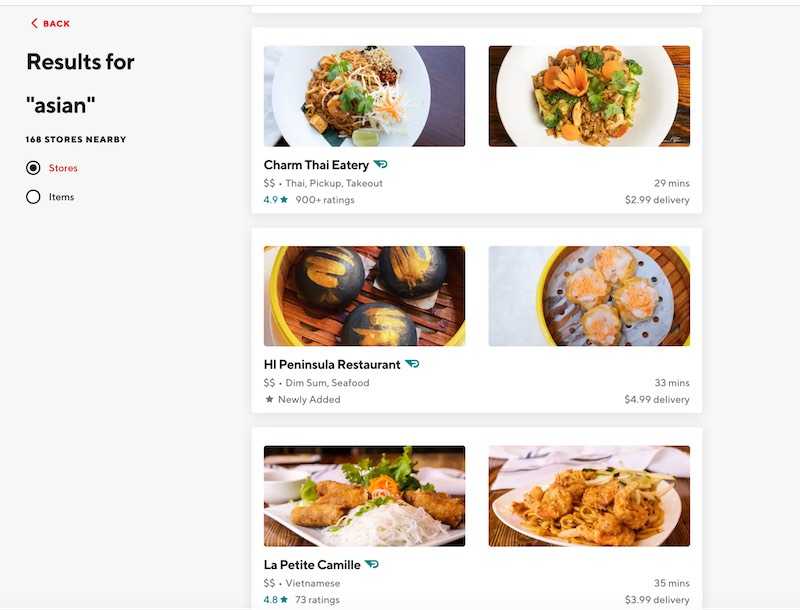 BACK
Results for
"asian"
168 STORES NEARBY
Stores
Items
Charm Thai Eatery
$$ • Thai, Pickup, Takeout
29 mins
4.9 ★ 900+ ratings
$2.99 delivery
HI Peninsula Restaurant
$$ • Dim Sum, Seafood
33 mins
★ Newly Added
$4.99 delivery
La Petite Camille
$$ • Vietnamese
35 mins
4.8 ★ 73 ratings
$3.99 delivery